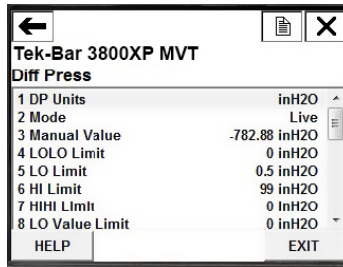 Tek-Bar 3800XP MVT
Diff Press
1 DP Units inH2O
2 Mode Live
3 Manual Value -782.88 inH2O
4 LOLO Limit 0 inH2O
5 LO Limit 0.5 inH2O
6 HI Limit 99 inH2O
7 HIHI Limit 0 inH2O
8 LO Value Limit 0 inH2O
HELP EXIT